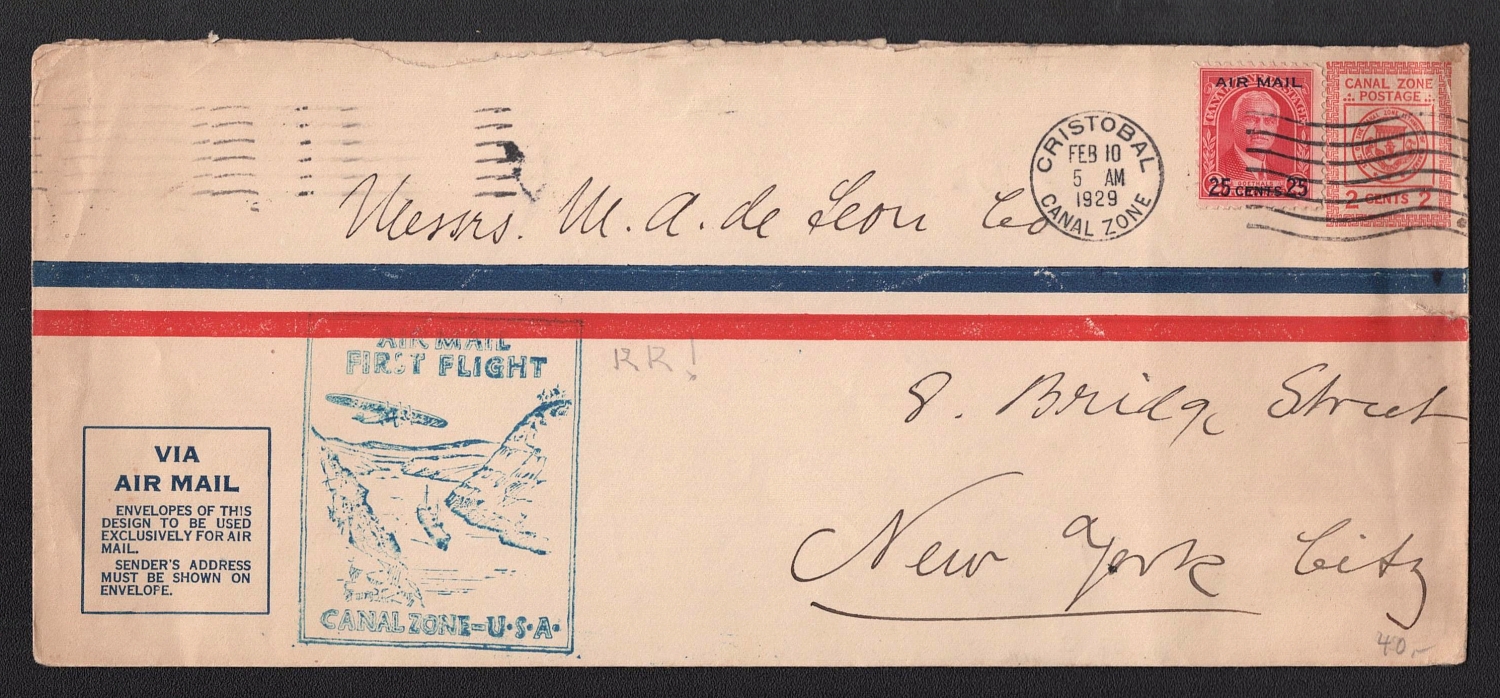 AIR MAIL
CANAL ZONE POSTAGE
25 CENTS 25
CANAL ZONE
POSTAGE
2 CENTS 2
CRISTOBAL
FEB 10
5 AM
1929
CANAL ZONE
Messrs. M. A. de Leon Co
AIR MAIL
FIRST FLIGHT
RR!
8. Bridge Street
New York City
VIA
AIR MAIL
ENVELOPES OF THIS
DESIGN TO BE USED
EXCLUSIVELY FOR AIR
MAIL.
SENDER'S ADDRESS
MUST BE SHOWN ON
ENVELOPE.
CANAL ZONE-U.S.A.
40.-